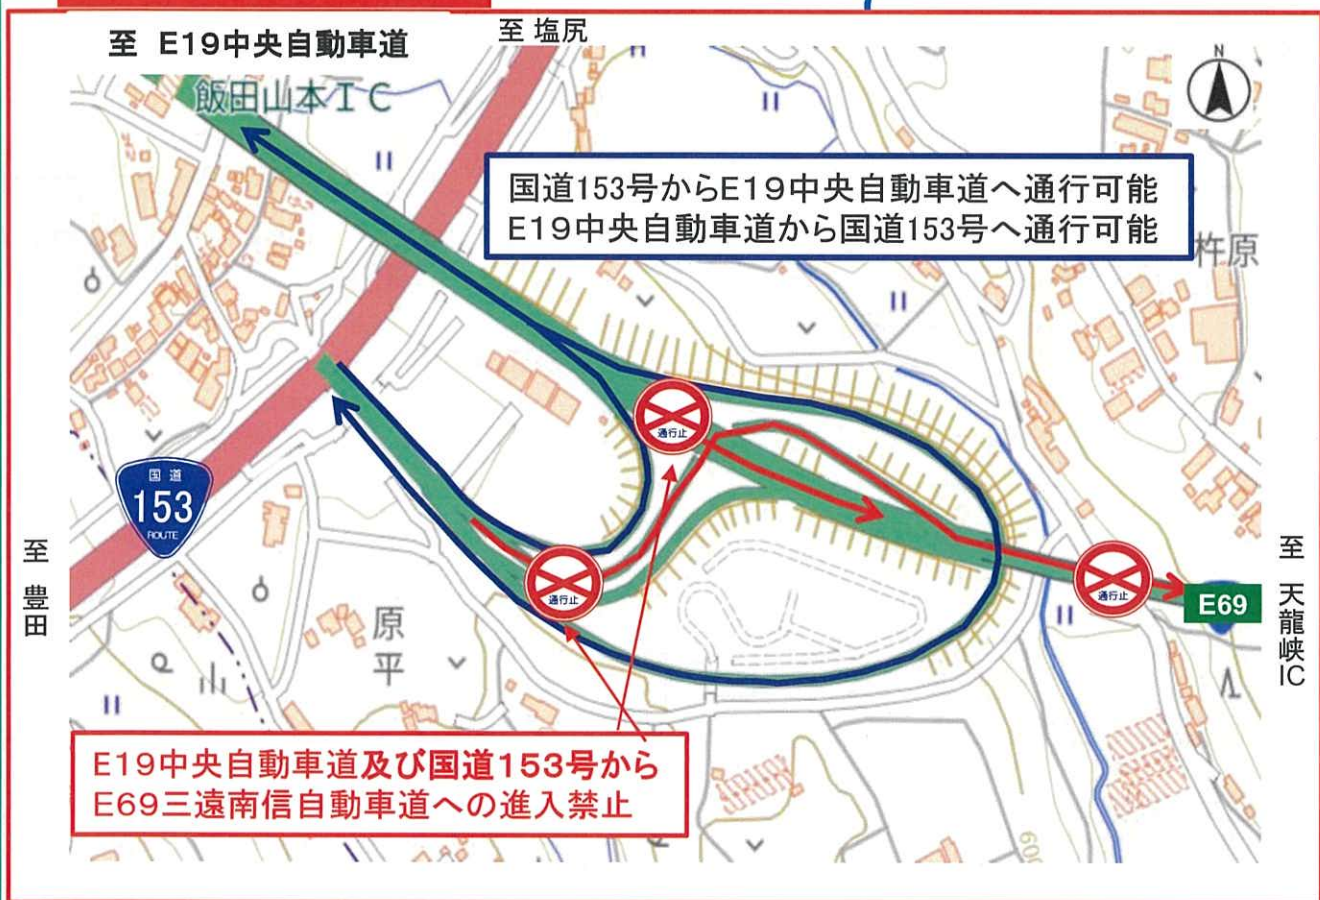 至 E19中央自動車道
至 塩尻
飯田山本IC
N
国道153号からE19中央自動車道へ通行可能
E19中央自動車道から国道153号へ通行可能
杵原
通行止
国道
153
ROUTE
通行止
通行止
E69
至 豊田
至 天龍峡IC
原平
E19中央自動車道及び国道153号から
E69三遠南信自動車道への進入禁止
600